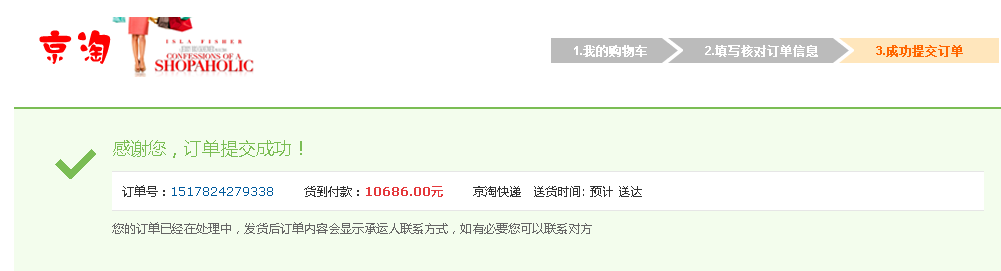 京淘
ISLA FISHER
CONFESSIONS of a
SHOPAHOLIC
1.我的购物车
2.填写核对订单信息
3.成功提交订单
感谢您，订单提交成功！
订单号：1517824279338 货到付款：10686.00元 京淘快递 送货时间: 预计 送达
您的订单已经在处理中，发货后订单内容会显示承运人联系方式，如有必要您可以联系对方